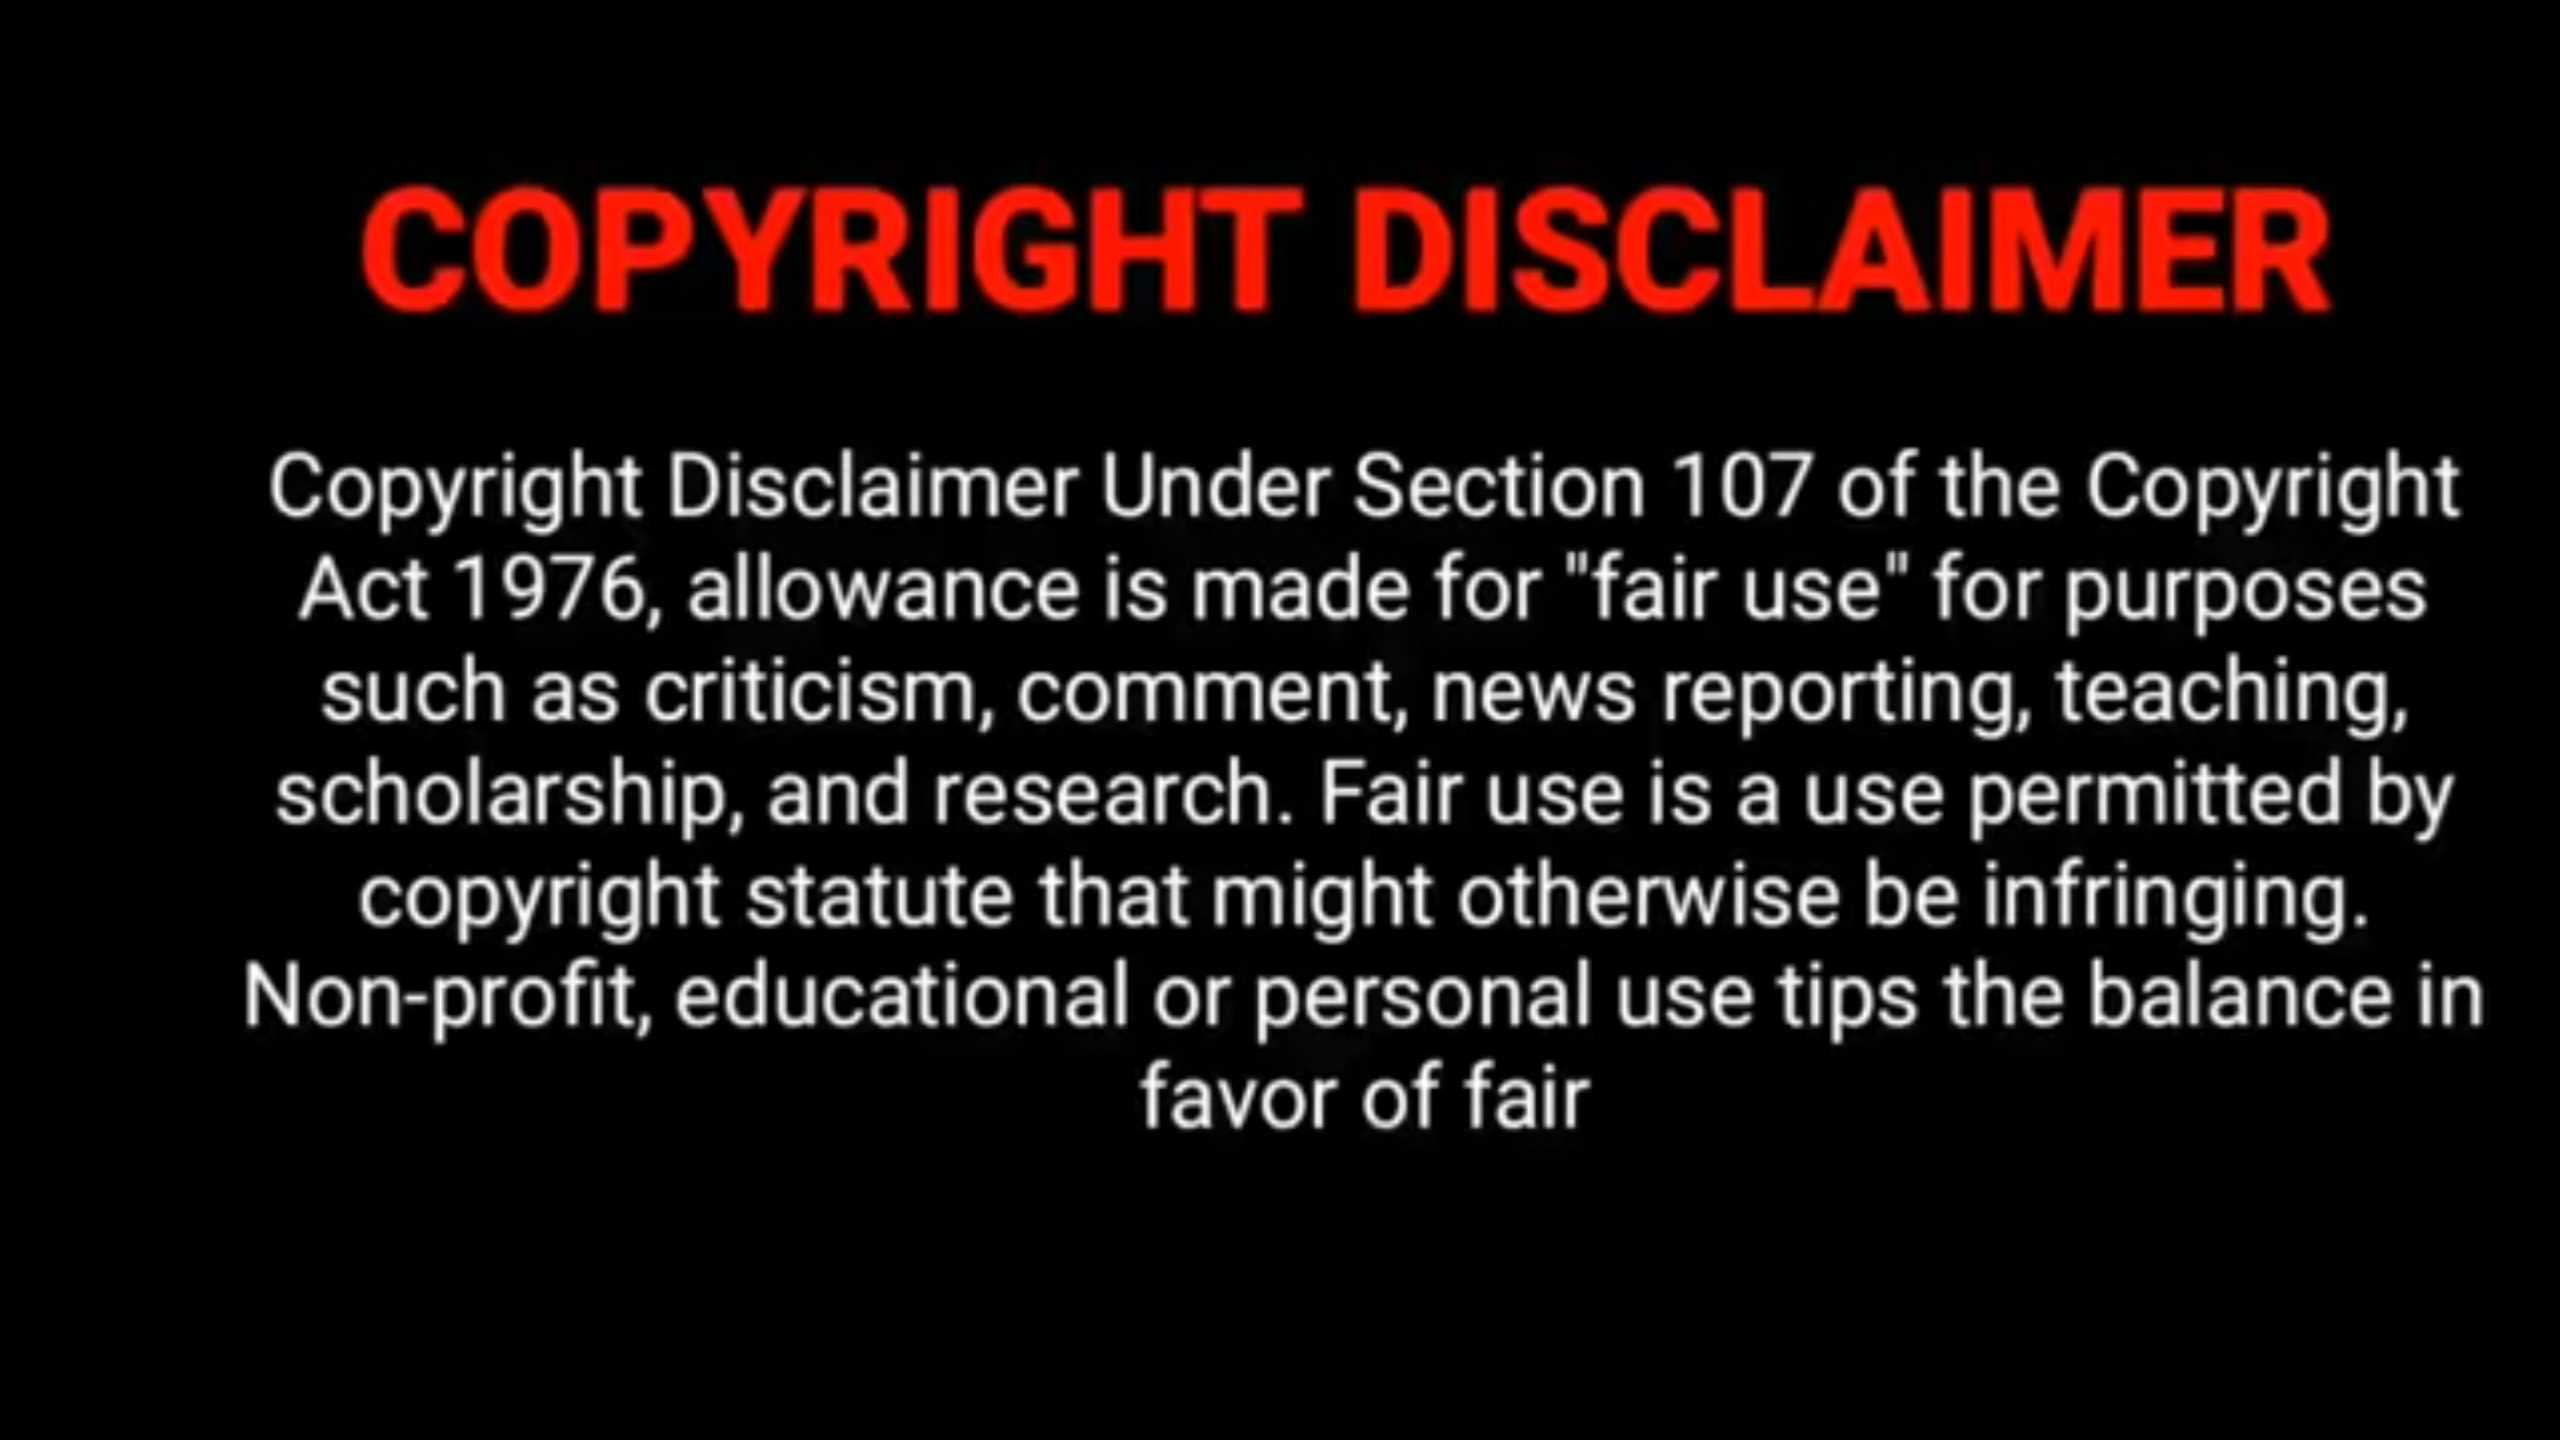 COPYRIGHT DISCLAIMER
Copyright Disclaimer Under Section 107 of the Copyright
Act 1976, allowance is made for "fair use" for purposes
such as criticism, comment, news reporting, teaching,
scholarship, and research. Fair use is a use permitted by
copyright statute that might otherwise be infringing.
Non-profit, educational or personal use tips the balance in
favor of fair